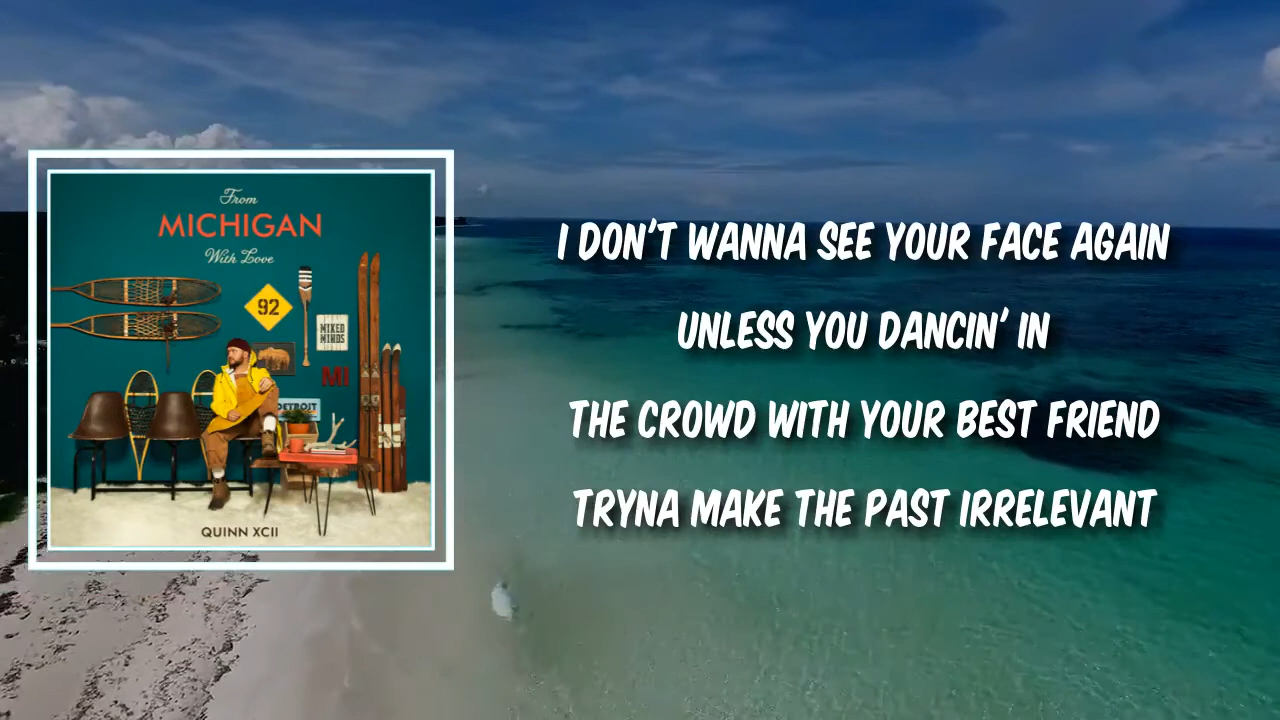 From
MICHIGAN
With Love
92
MIXED
MINDS
MI
DETROIT
QUINN XCII
I DON'T WANNA SEE YOUR FACE AGAIN
UNLESS YOU DANCIN' IN
THE CROWD WITH YOUR BEST FRIEND
TRYNA MAKE THE PAST IRRELEVANT